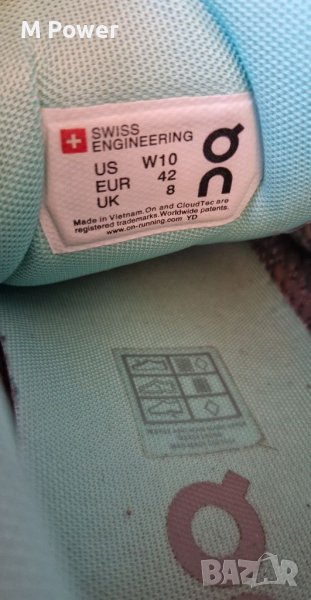 M Power
SWISS
ENGINEERING
US W10
EUR 42
UK 8
Made in Vietnam.On and CloudTec are
registered trademarks.Worldwide patents.
www.on-running.com YD
BAZAR